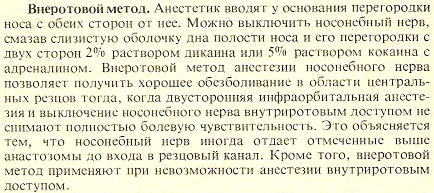 Внеротовой метод. Анестетик вводят у основания перегородки
носа с обеих сторон от нее. Можно выключить носонебный нерв,
смазав слизистую оболочку дна полости носа и его перегородки с
двух сторон 2% раствором дикаина или 5% раствором кокаина с
адреналином. Внеротовой метод анестезии носонебного нерва
позволяет получить хорошее обезболивание в области централь-
ных резцов тогда, когда двусторонняя инфраорбитальная анесте-
зия и выключение носонебного нерва внутриротовым доступом не
снимают полностью болевую чувствительность. Это объясняется
тем, что носонебный нерв иногда отдает отмеченные выше
анастомозы до входа в резцовый канал. Кроме того, внеротовой
метод применяют при невозможности анестезии внутриротовым
доступом.